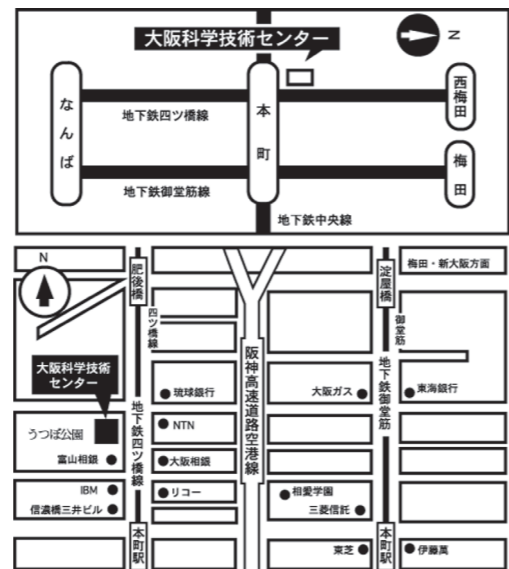 大阪科学技術センター
N
なんば
地下鉄四ツ橋線
本町
西梅田
地下鉄御堂筋線
梅田
地下鉄中央線
N
肥後橋
淀屋橋
梅田・新大阪方面
四ツ橋線
阪神高速道路空港線
御堂筋
大阪科学技術
センター
琉球銀行
大阪ガス
東海銀行
地下鉄四ツ橋線
地下鉄御堂筋
うつぼ公園
NTN
富山相銀
大阪相銀
IBM
リコー
相愛学園
信濃橋三井ビル
三菱信託
本町駅
本町駅
東芝
伊藤萬